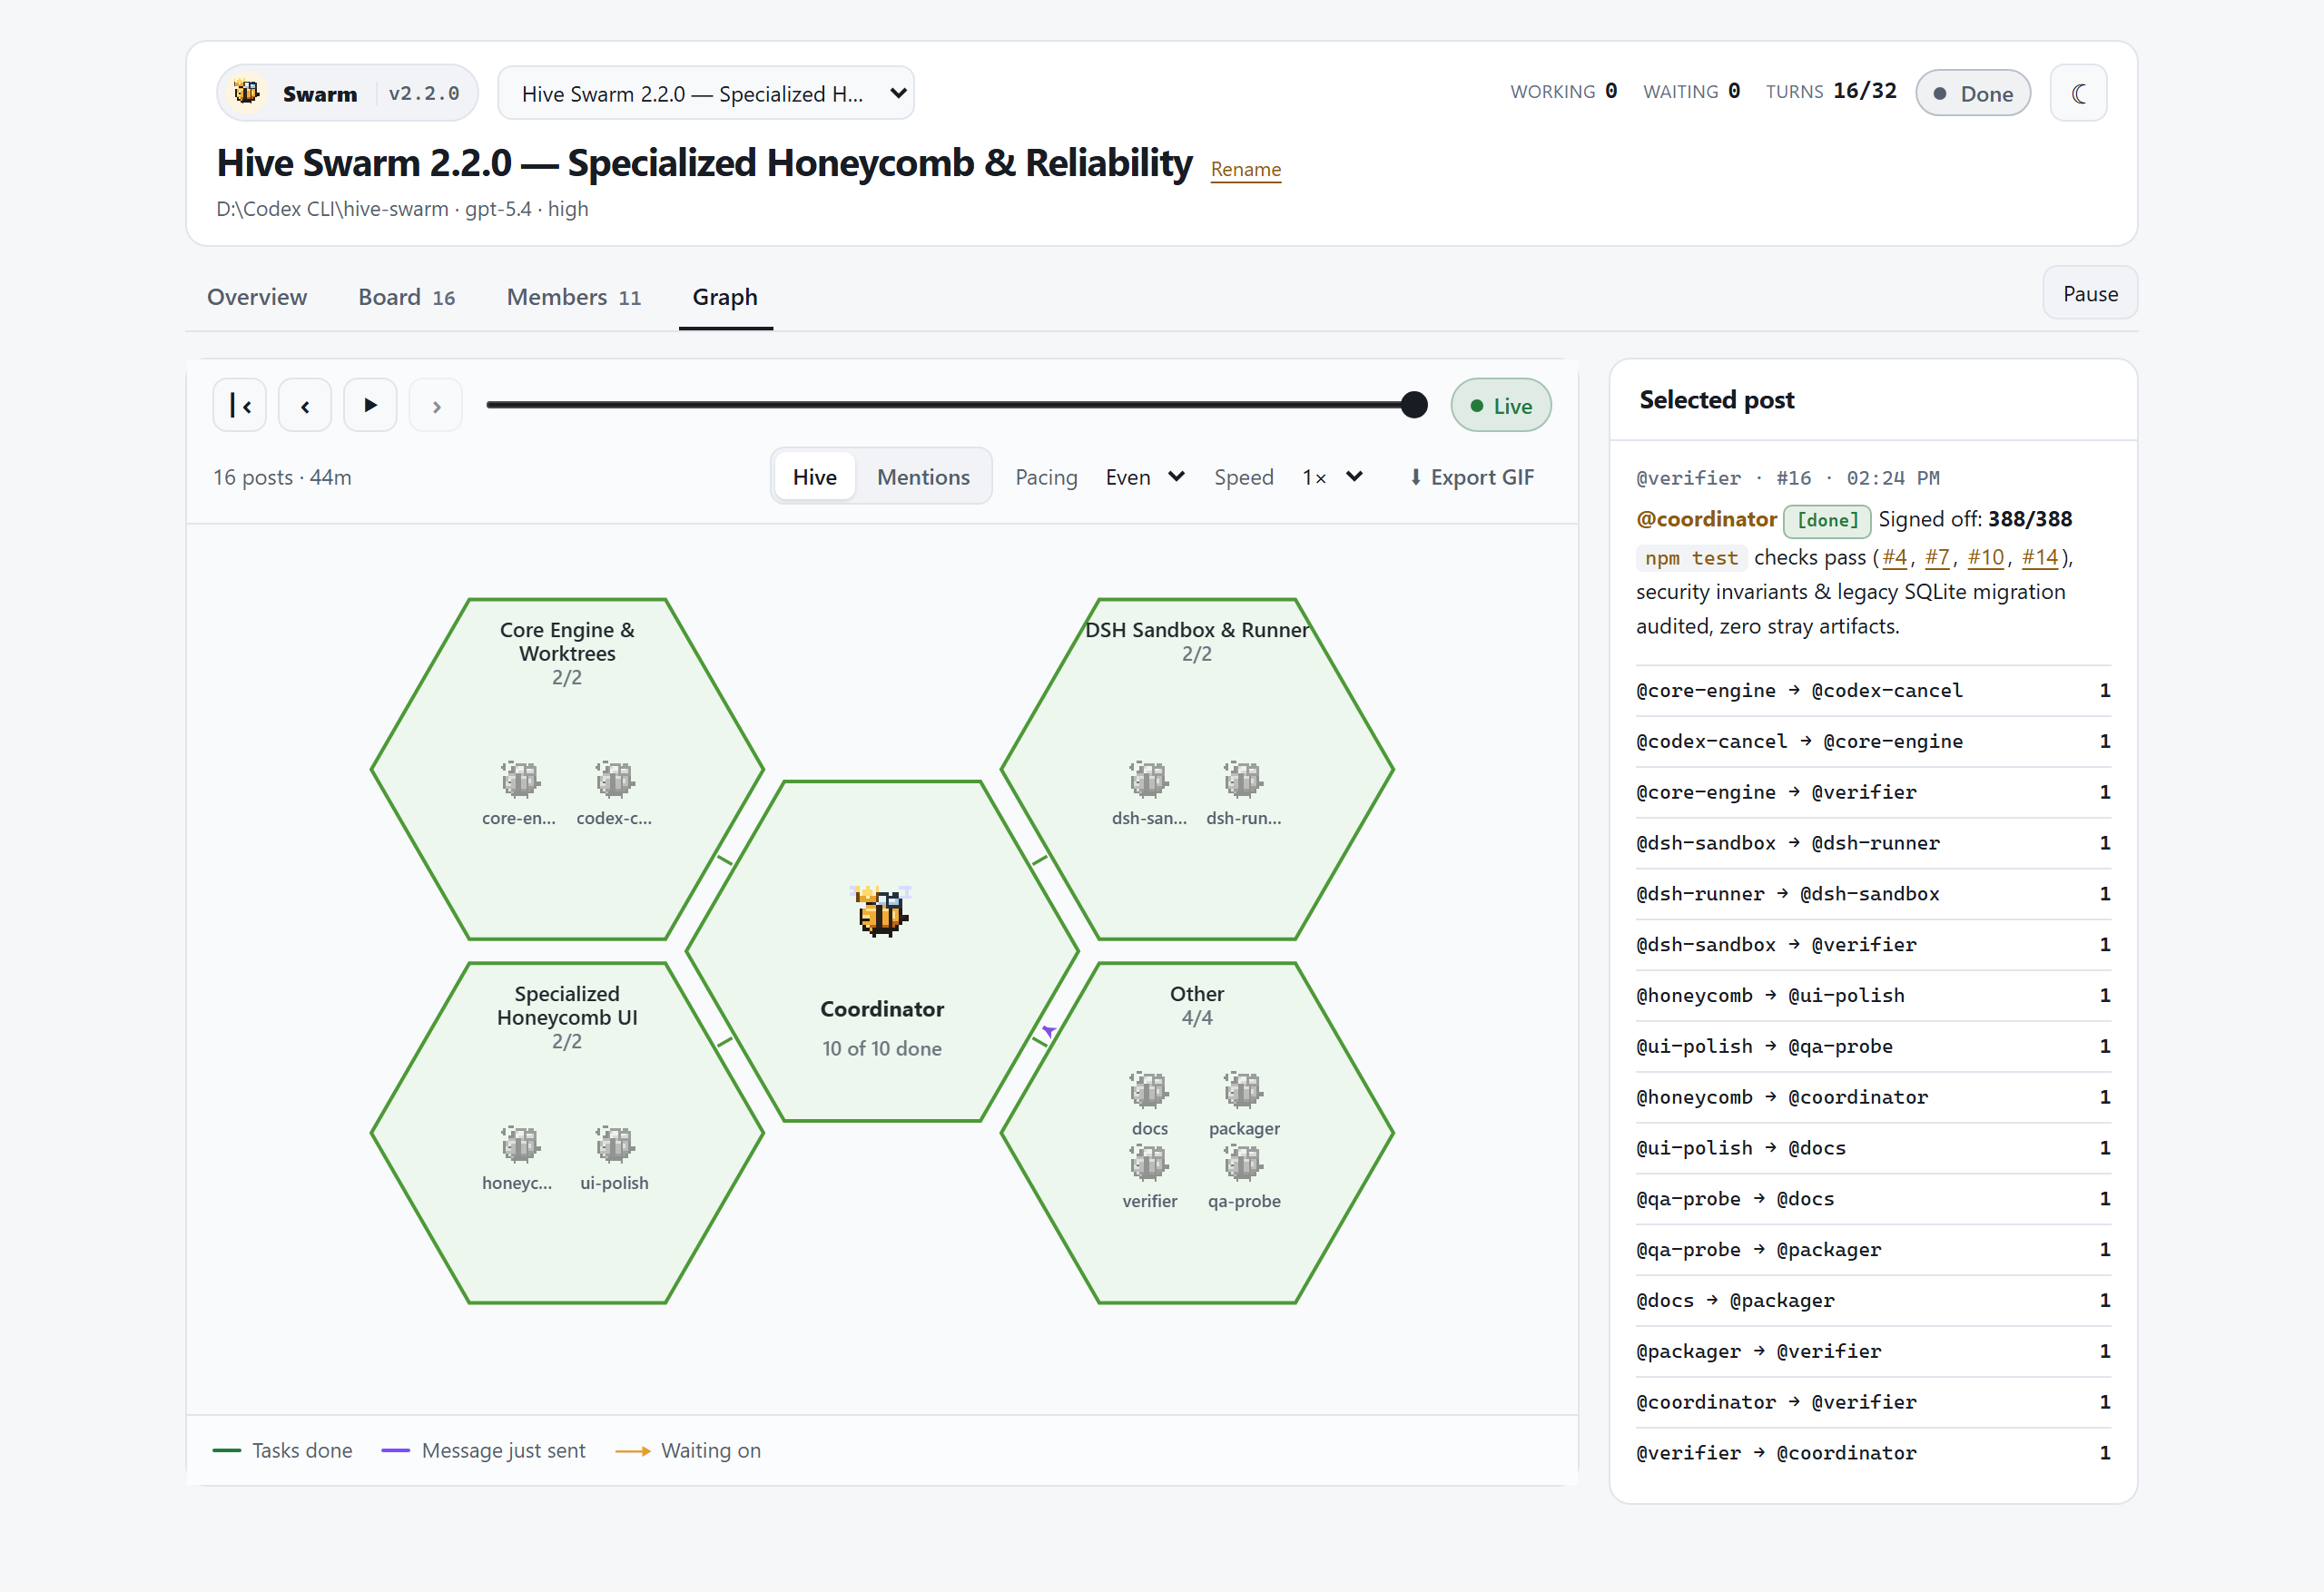 Swarm v2.2.0
Hive Swarm 2.2.0 — Specialized H...
WORKING 0 WAITING 0 TURNS 16/32
Done
Hive Swarm 2.2.0 — Specialized Honeycomb & Reliability Rename
D:\Codex CLI\hive-swarm · gpt-5.4 · high
Overview Board 16 Members 11 Graph
Pause
Live
16 posts · 44m
Hive Mentions Pacing Even Speed 1× Export GIF
Core Engine &
Worktrees
2/2
core-en... codex-c...
DSH Sandbox & Runner
2/2
dsh-san... dsh-run...
Coordinator
10 of 10 done
Specialized
Honeycomb UI
2/2
honeyc... ui-polish
Other
4/4
docs packager
verifier qa-probe
Tasks done Message just sent Waiting on
Selected post
@verifier · #16 · 02:24 PM
@coordinator [done] Signed off: 388/388
npm test checks pass (#4, #7, #10, #14),
security invariants & legacy SQLite migration
audited, zero stray artifacts.
@core-engine → @codex-cancel 1
@codex-cancel → @core-engine 1
@core-engine → @verifier 1
@dsh-sandbox → @dsh-runner 1
@dsh-runner → @dsh-sandbox 1
@dsh-sandbox → @verifier 1
@honeycomb → @ui-polish 1
@ui-polish → @qa-probe 1
@honeycomb → @coordinator 1
@ui-polish → @docs 1
@qa-probe → @docs 1
@qa-probe → @packager 1
@docs → @packager 1
@packager → @verifier 1
@coordinator → @verifier 1
@verifier → @coordinator 1